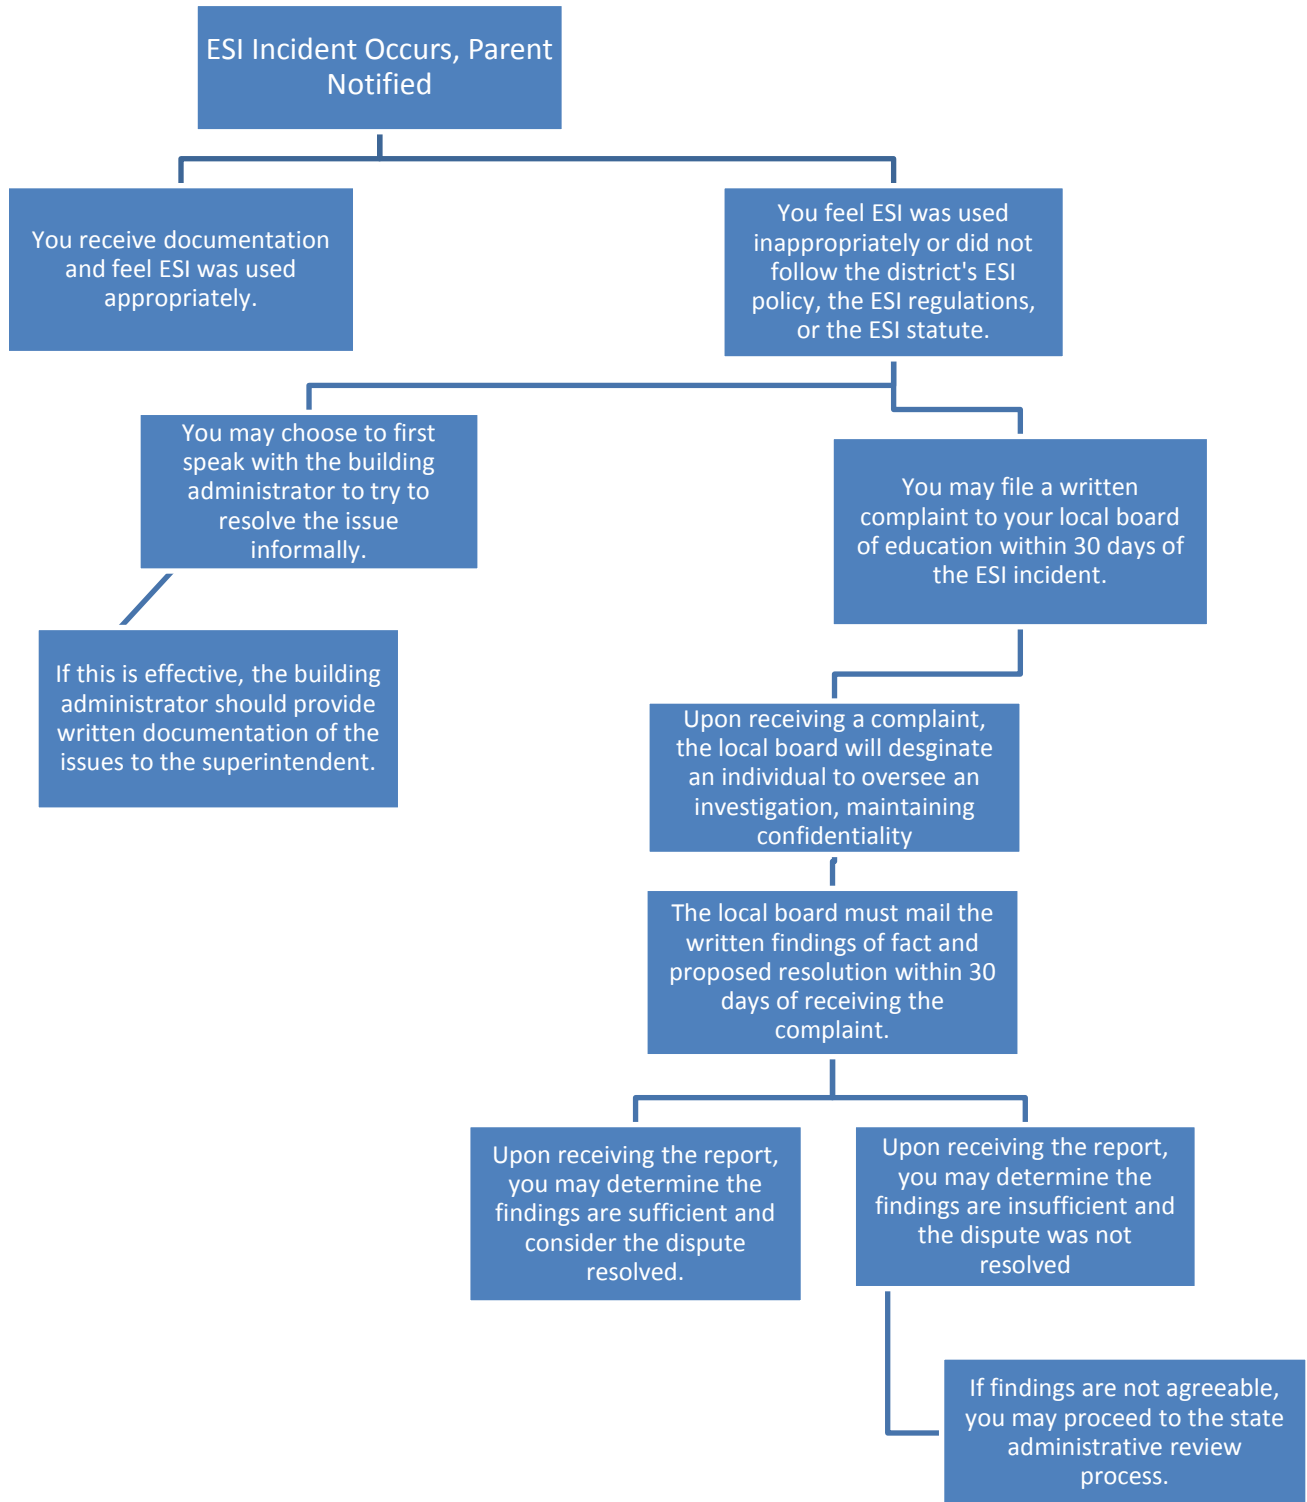 ESI Incident Occurs, Parent
Notified
You receive documentation
and feel ESI was used
appropriately.
You feel ESI was used
inappropriately or did not
follow the district's ESI
policy, the ESI regulations,
or the ESI statute.
You may choose to first
speak with the building
administrator to try to
resolve the issue
informally.
You may file a written
complaint to your local board
of education within 30 days of
the ESI incident.
If this is effective, the building
administrator should provide
written documentation of the
issues to the superintendent.
Upon receiving a complaint,
the local board will desginate
an individual to oversee an
investigation, maintaining
confidentiality
The local board must mail the
written findings of fact and
proposed resolution within 30
days of receiving the
complaint.
Upon receiving the report,
you may determine the
findings are sufficient and
consider the dispute
resolved.
Upon receiving the report,
you may determine the
findings are insufficient and
the dispute was not
resolved
If findings are not agreeable,
you may proceed to the state
administrative review
process.